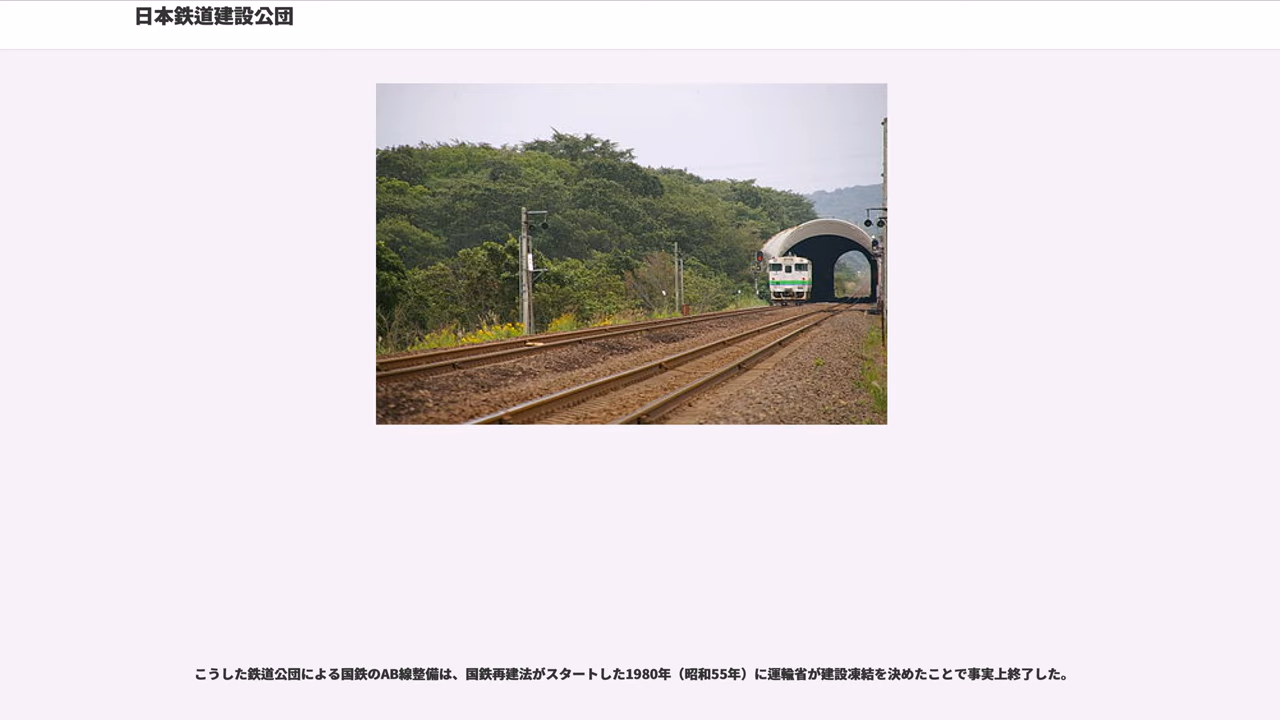 日本鉄道建設公団
こうした鉄道公団による国鉄のAB線整備は、国鉄再建法がスタートした1980年（昭和55年）に運輸省が建設凍結を決めたことで事実上終了した。